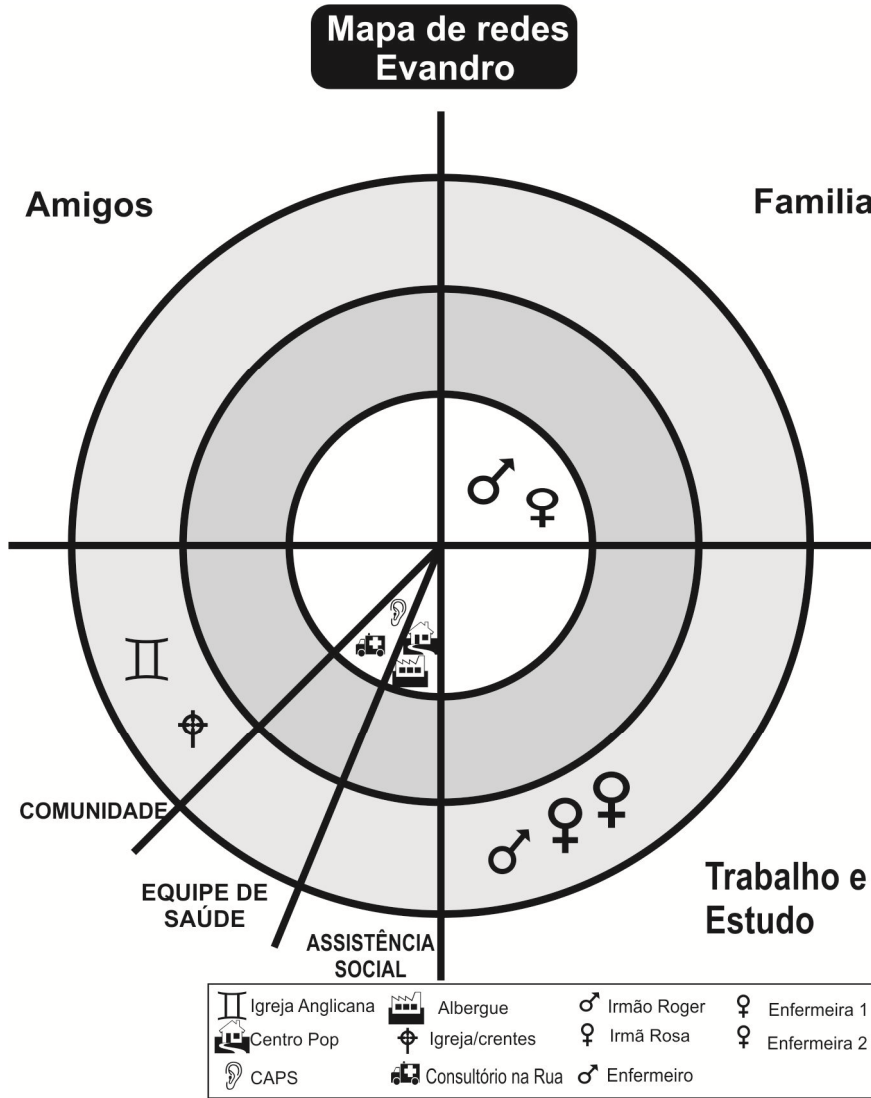 Mapa de redes
Evandro
Amigos
Familia
COMUNIDADE
EQUIPE DE
SAÚDE
ASSISTÊNCIA
SOCIAL
Trabalho e
Estudo
Igreja Anglicana
Albergue
Irmão Roger
Enfermeira 1
Centro Pop
Igreja/crentes
Irmã Rosa
Enfermeira 2
CAPS
Consultório na Rua
Enfermeiro